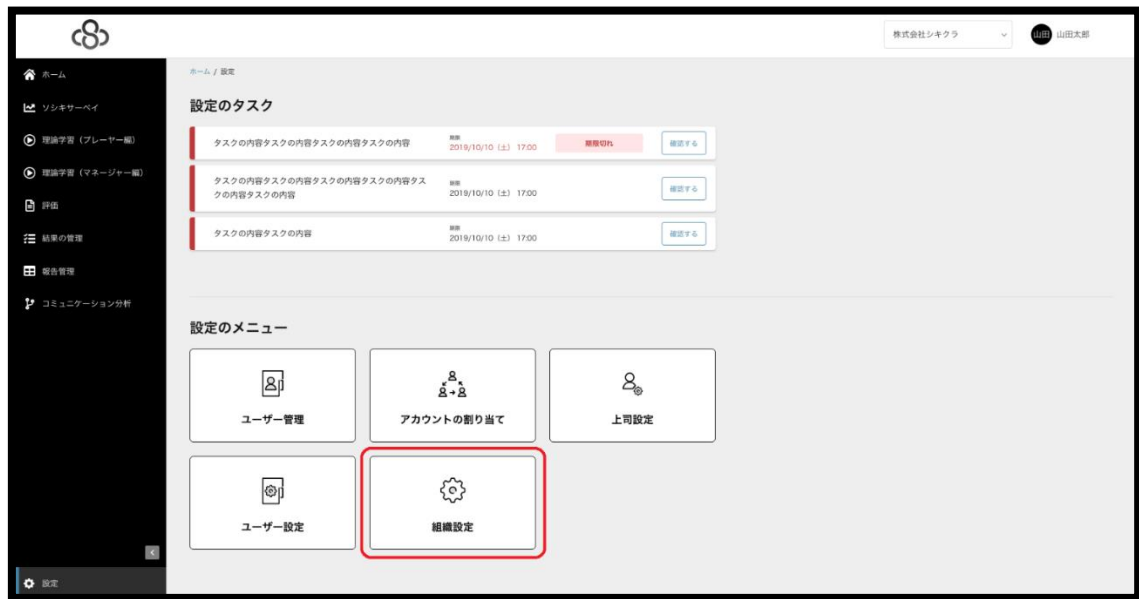 株式会社シキクラ
山田
山田太郎
ホーム
ソシキサーベイ
理論学習（プレーヤー編）
理論学習（マネージャー編）
評価
結果の管理
報告管理
コミュニケーション分析
設定
ホーム / 設定
設定のタスク
タスクの内容タスクの内容タスクの内容タスクの内容
期限
2019/10/10（土）17:00
期限切れ
確認する
タスクの内容タスクの内容タスクの内容タスクの内容タス
クの内容タスクの内容
期限
2019/10/10（土）17:00
確認する
タスクの内容タスクの内容
期限
2019/10/10（土）17:00
確認する
設定のメニュー
ユーザー管理
アカウントの割り当て
上司設定
ユーザー設定
組織設定